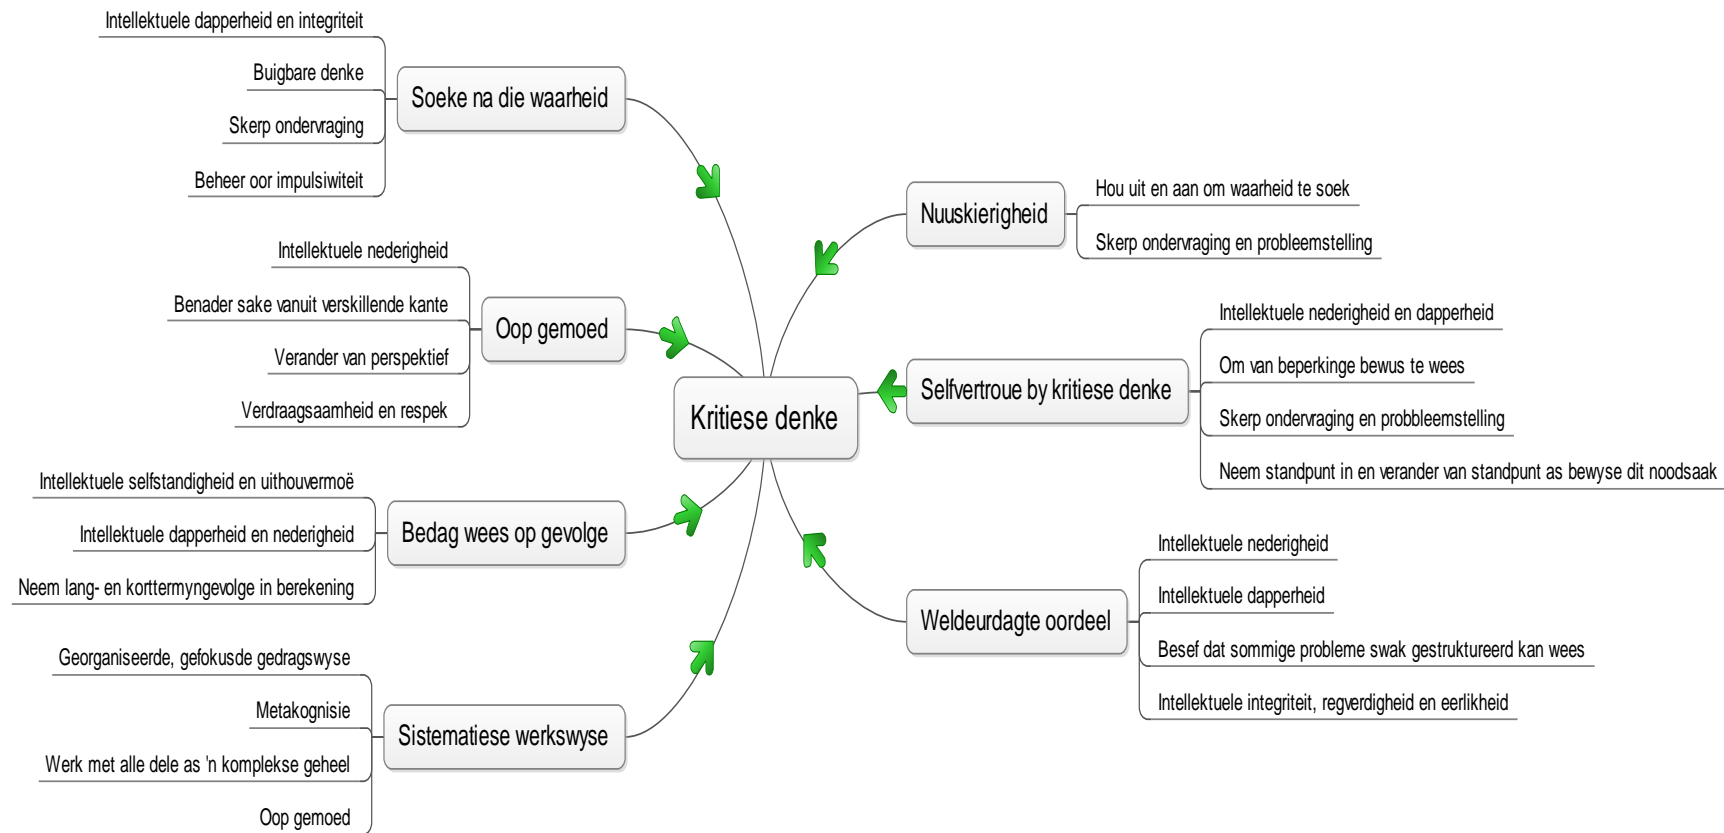 Intellektuele dapperheid en integriteit
Buigbare denke
Skerp ondervraging
Beheer oor impulsiwiteit
Soeke na die waarheid
Intellektuele nederigheid
Benader sake vanuit verskillende kante
Verander van perspektief
Verdraagsaamheid en respek
Oop gemoed
Intellektuele selfstandigheid en uithouvermoë
Intellektuele dapperheid en nederigheid
Neem lang- en korttermyngevolge in berekening
Bedag wees op gevolge
Georganiseerde, gefokusde gedragswyse
Metakognisie
Werk met alle dele as 'n komplekse geheel
Oop gemoed
Sistematiese werkswyse
Kritiese denke
Nuuskierigheid
Hou uit en aan om waarheid te soek
Skerp ondervraging en probleemstelling
Selfvertroue by kritiese denke
Intellektuele nederigheid en dapperheid
Om van beperkinge bewus te wees
Skerp ondervraging en probbleemstelling
Neem standpunt in en verander van standpunt as bewyse dit noodsaak
Weldeurdagte oordeel
Intellektuele nederigheid
Intellektuele dapperheid
Besef dat sommige probleme swak gestruktureerd kan wees
Intellektuele integriteit, regverdigheid en eerlikheid